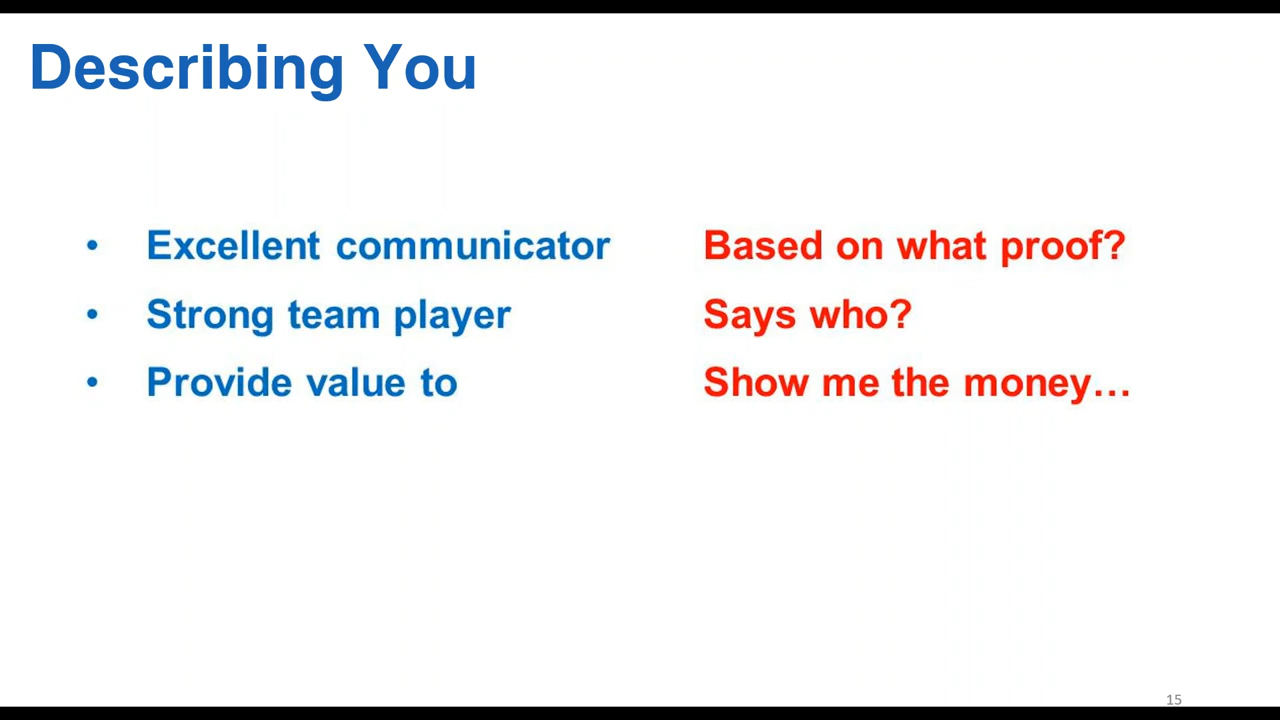 Describing You
• Excellent communicator Based on what proof?
• Strong team player Says who?
• Provide value to Show me the money…
15